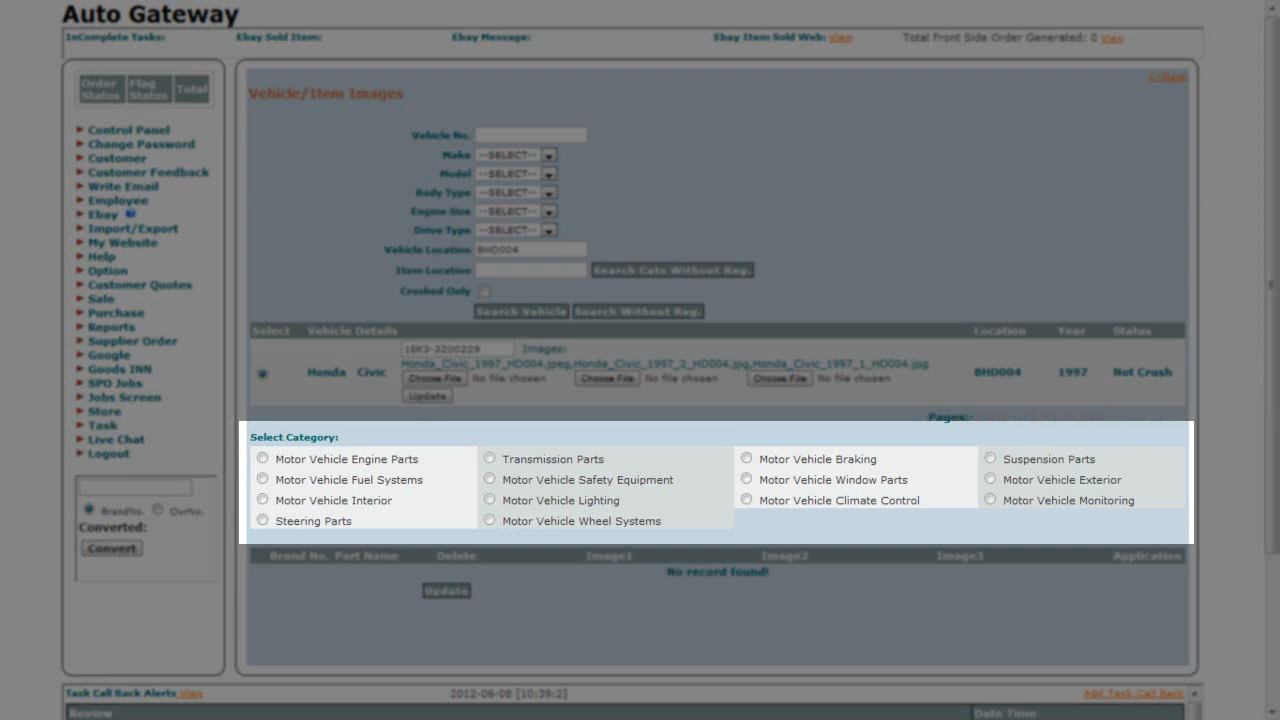 Auto Gateway
InComplete Tasks: Ebay Sold Item: Ebay Message: Ebay Item Sold Web: View Total Front Side Order Generated: 0 View
Order Status Flag Status Total
Control Panel
Change Password
Customer
Customer Feedback
Write Email
Employee
Ebay
Import/Export
My Website
Help
Option
Customer Quotes
Sale
Purchase
Reports
Supplier Order
Google
Goods INN
SPO Jobs
Jobs Screen
Store
Task
Live Chat
Logout
BrandNo. OurNo.
Converted:
Convert
<<Back
Vehicle/Item Images
Vehicle No.
Make --SELECT--
Model --SELECT--
Body Type --SELECT--
Engine Size --SELECT--
Drive Type --SELECT--
Vehicle Location BHD004
Item Location Search Cats Without Reg.
Crushed Only
Search Vehicle Search Without Reg.
Select Vehicle Details Location Year Status
16K3-3200229 Images:
Honda_Civic_1997_HD004.jpeg,Honda_Civic_1997_2_HD004.jpg,Honda_Civic_1997_1_HD004.jpg
Honda Civic Choose File No file chosen Choose File No file chosen Choose File No file chosen BHD004 1997 Not Crush
Update
Pages:-
Select Category:
Motor Vehicle Engine Parts Transmission Parts Motor Vehicle Braking Suspension Parts
Motor Vehicle Fuel Systems Motor Vehicle Safety Equipment Motor Vehicle Window Parts Motor Vehicle Exterior
Motor Vehicle Interior Motor Vehicle Lighting Motor Vehicle Climate Control Motor Vehicle Monitoring
Steering Parts Motor Vehicle Wheel Systems
Brand No. Part Name Delete Image1 Image2 Image3 Application
No record found!
Update
Task Call Back Alerts View 2012-06-08 [10:39:2] Add Task Call Back
Review Date Time